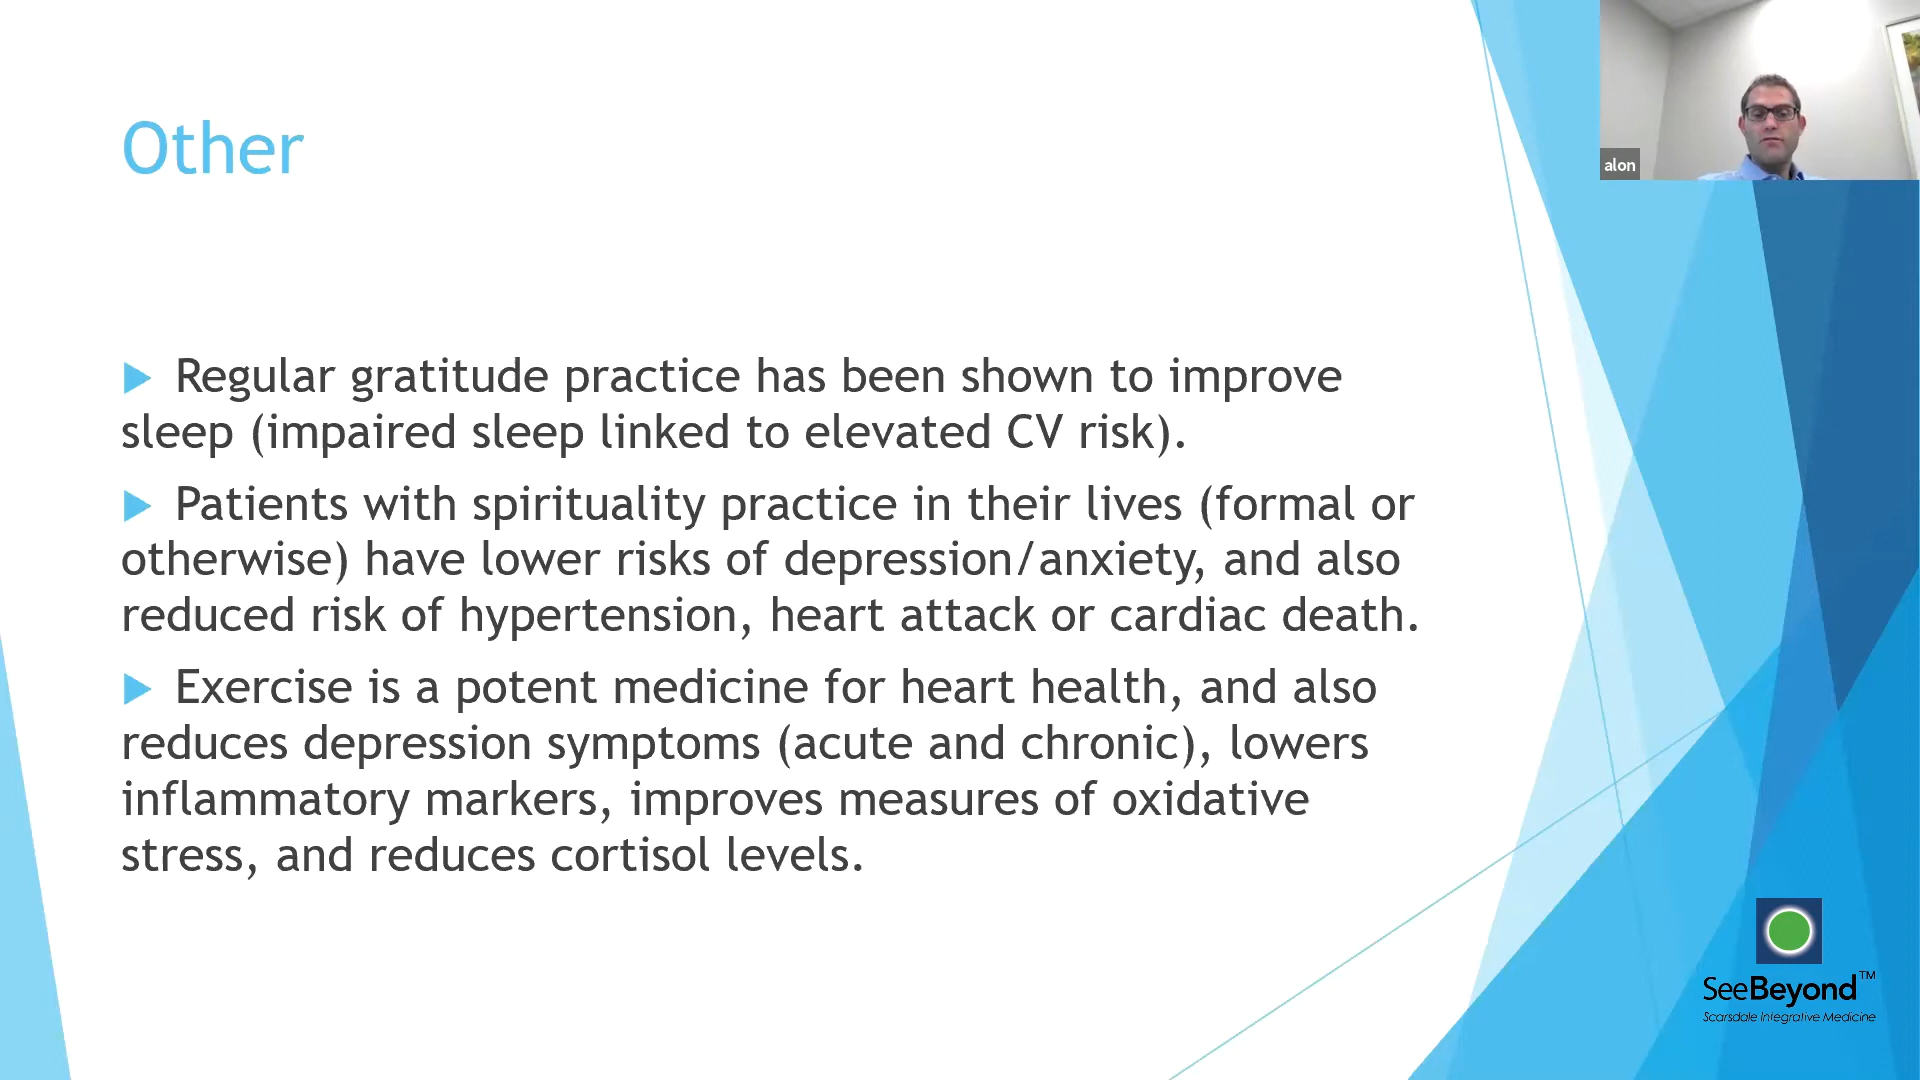 alon
Other
Regular gratitude practice has been shown to improve
sleep (impaired sleep linked to elevated CV risk).
Patients with spirituality practice in their lives (formal or
otherwise) have lower risks of depression/anxiety, and also
reduced risk of hypertension, heart attack or cardiac death.
Exercise is a potent medicine for heart health, and also
reduces depression symptoms (acute and chronic), lowers
inflammatory markers, improves measures of oxidative
stress, and reduces cortisol levels.
SeeBeyond™
Scarsdale Integrative Medicine